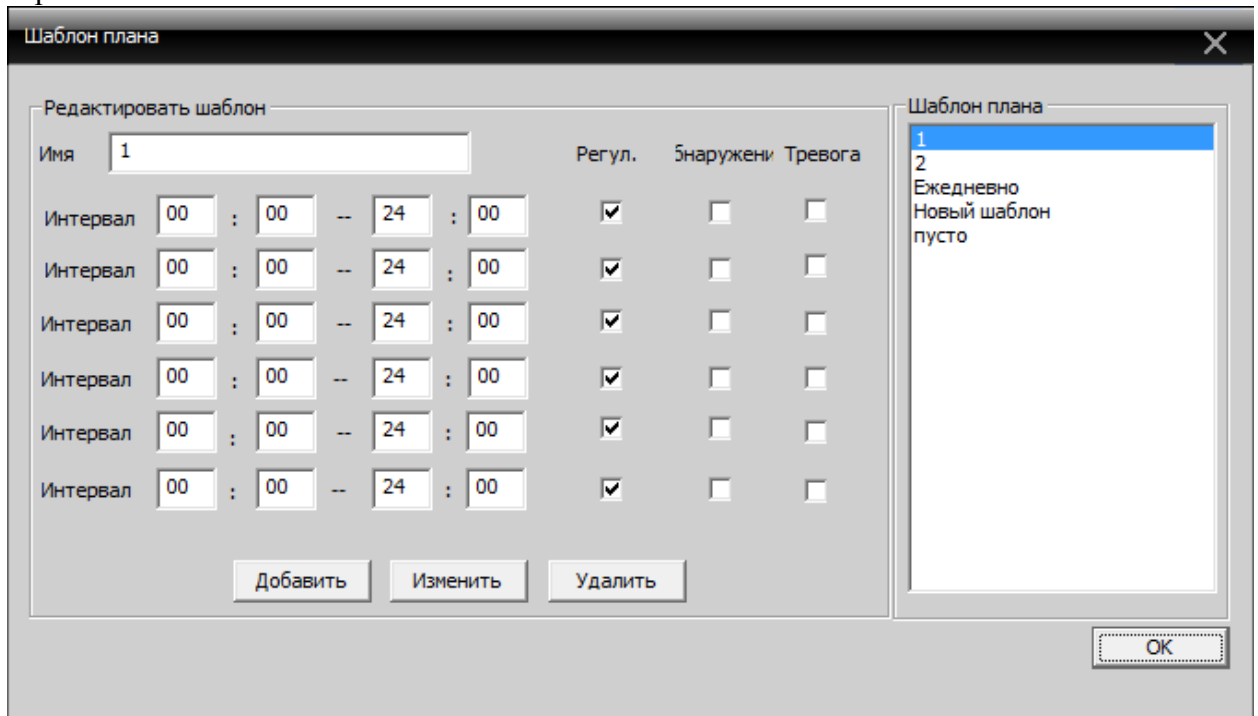 Шаблон плана
Редактировать шаблон
Имя 1 Регул. бнаружени Тревога
Интервал 00 : 00 -- 24 : 00
Интервал 00 : 00 -- 24 : 00
Интервал 00 : 00 -- 24 : 00
Интервал 00 : 00 -- 24 : 00
Интервал 00 : 00 -- 24 : 00
Интервал 00 : 00 -- 24 : 00
Добавить Изменить Удалить
Шаблон плана
1
2
Ежедневно
Новый шаблон
пусто
OK